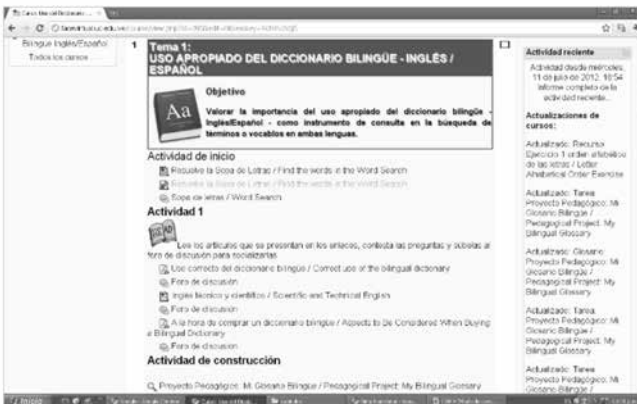 Bilingüe Inglés/Español
Todos los cursos
1
Tema 1:
USO APROPIADO DEL DICCIONARIO BILINGÜE - INGLÉS /
ESPAÑOL
Objetivo
Aa
Valorar la importancia del uso apropiado del diccionario bilingüe -
Inglés/Español - como instrumento de consulta en la búsqueda de
términos o vocablos en ambas lenguas.
Actividad de inicio
Resuelve la Sopa de Letras / Find the words in the Word Search
Resuelve la Sopa de Letras / Find the words in the Word Search
Sopa de letras / Word Search
Actividad 1
READ
Lee los artículos que se presentan en los enlaces, contesta las preguntas y súbelas al
foro de discusión para socializarlas
Uso correcto del diccionario bilingüe / Correct use of the bilingual dictionary
Foro de discusión
Inglés técnico y científico / Scientific and Technical English
Foro de discusión
A la hora de comprar un diccionario bilingüe / Aspects to Be Considered When Buying
a Bilingual Dictionary
Foro de discusión
Actividad de construcción
Proyecto Pedagógico: Mi Glosario Bilingüe / Pedagogical Project: My Bilingual Glossary
Actividad reciente
Actividad desde miércoles,
11 de julio de 2012, 18:54
Informe completo de la
actividad reciente...
Actualizaciones de
cursos:
Actualizado: Recurso
Ejercicio 1 orden alfabético
de las letras / Letter
Alphabetical Order Exercise
Actualizado: Tarea
Proyecto Pedagógico: Mi
Glosario Bilingüe /
Pedagogical Project: My
Bilingual Glossary
Actualizado: Glosario
Proyecto Pedagógico: Mi
Glosario Bilingüe /
Pedagogical Project: My
Bilingual Glossary
Actualizado: Tarea
Proyecto Pedagógico: Mi
Glosario Bilingüe /
Pedagogical Project: My
Bilingual Glossary
Actualizado: Tarea
Proyecto Pedagógico: Mi
Inicio